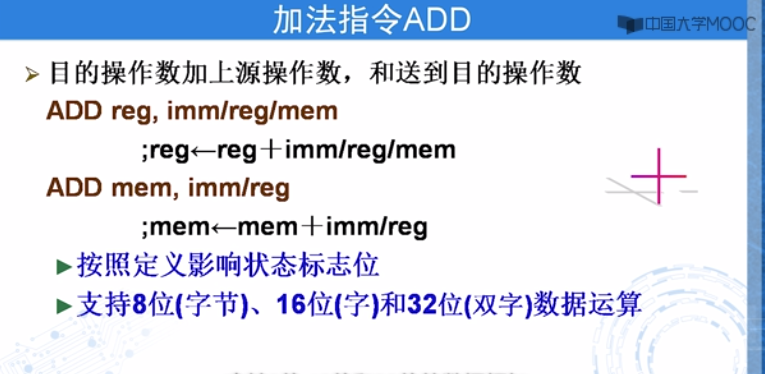 加法指令ADD
中国大学MOOC
➢ 目的操作数加上源操作数，和送到目的操作数
ADD reg, imm/reg/mem
;reg←reg＋imm/reg/mem
ADD mem, imm/reg
;mem←mem＋imm/reg
►按照定义影响状态标志位
►支持8位(字节)、16位(字)和32位(双字)数据运算